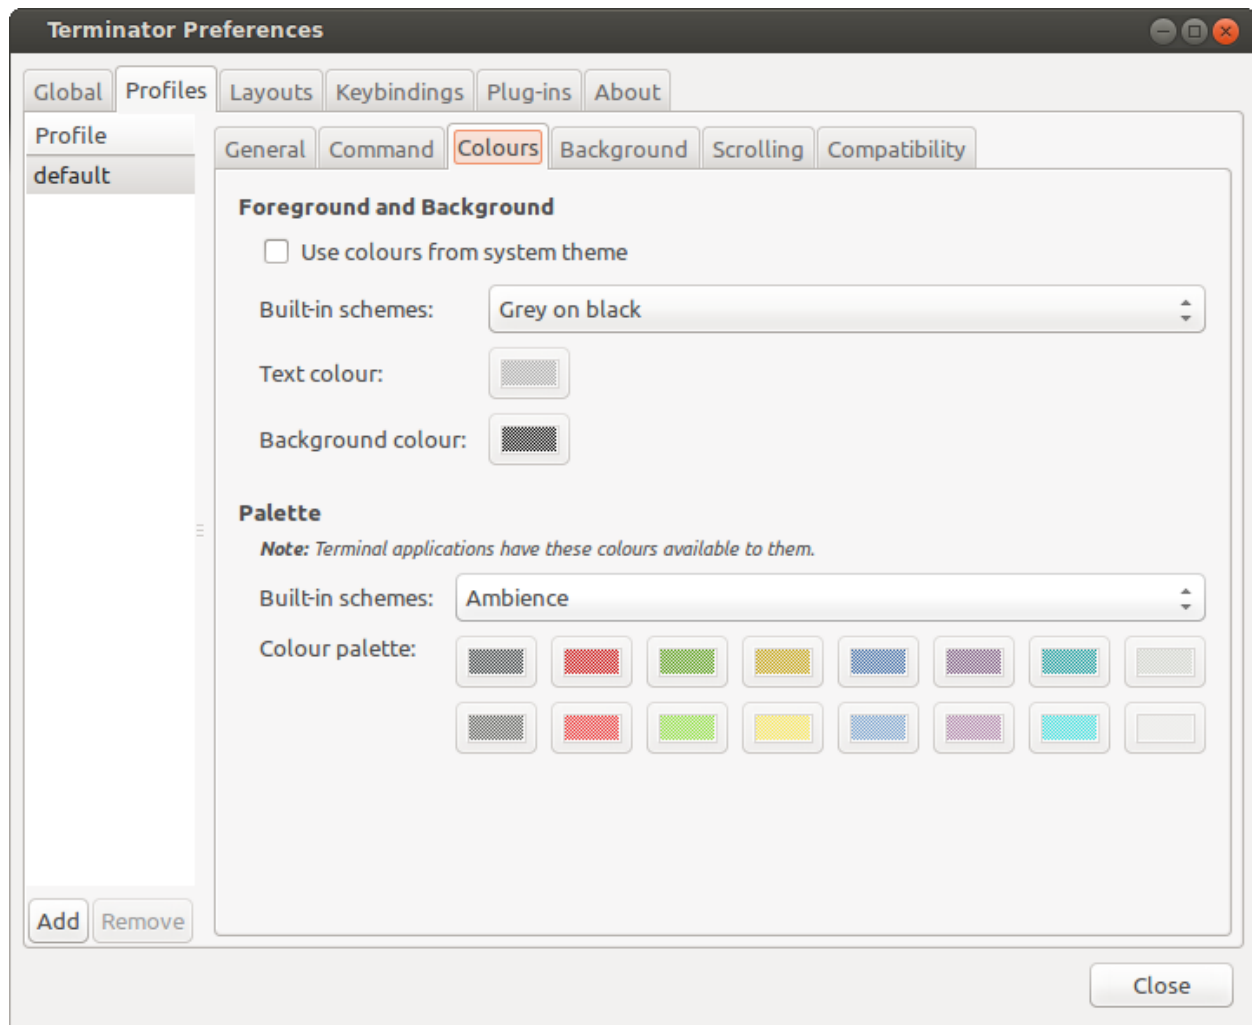 Terminator Preferences
Global Profiles Layouts Keybindings Plug-ins About
Profile
default
General Command Colours Background Scrolling Compatibility
Foreground and Background
Use colours from system theme
Built-in schemes: Grey on black
Text colour:
Background colour:
Palette
Note: Terminal applications have these colours available to them.
Built-in schemes: Ambience
Colour palette:
Add Remove
Close